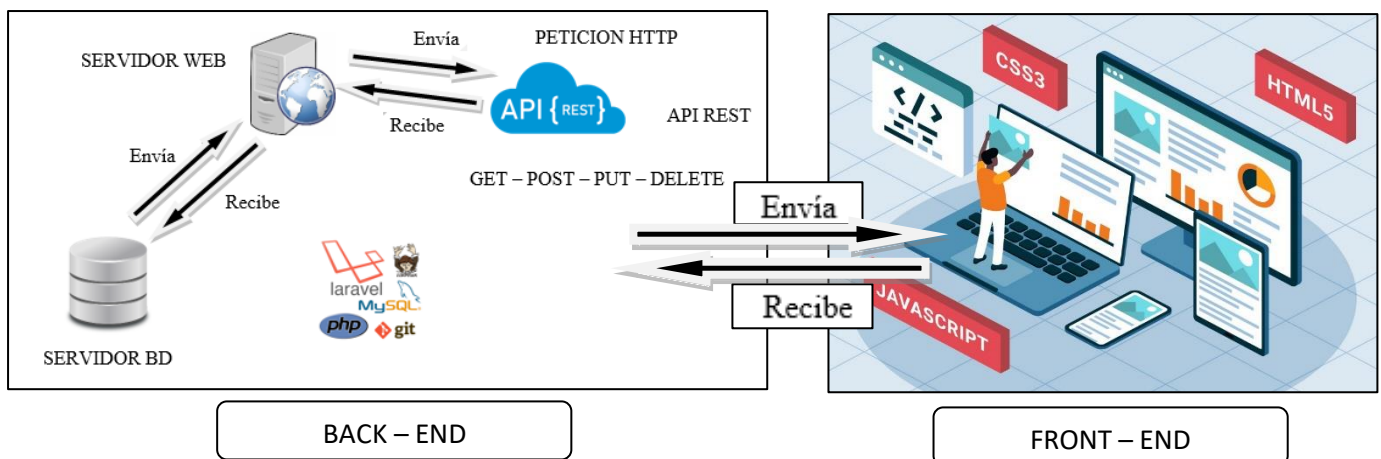 SERVIDOR WEB
Envía
PETICION HTTP
API {REST}
Recibe
API REST
Envía
Recibe
GET – POST – PUT – DELETE
SERVIDOR BD
laravel
MySQL
php
git
Envía
Recibe
</>
CSS3
HTML5
JAVASCRIPT
BACK – END
FRONT – END